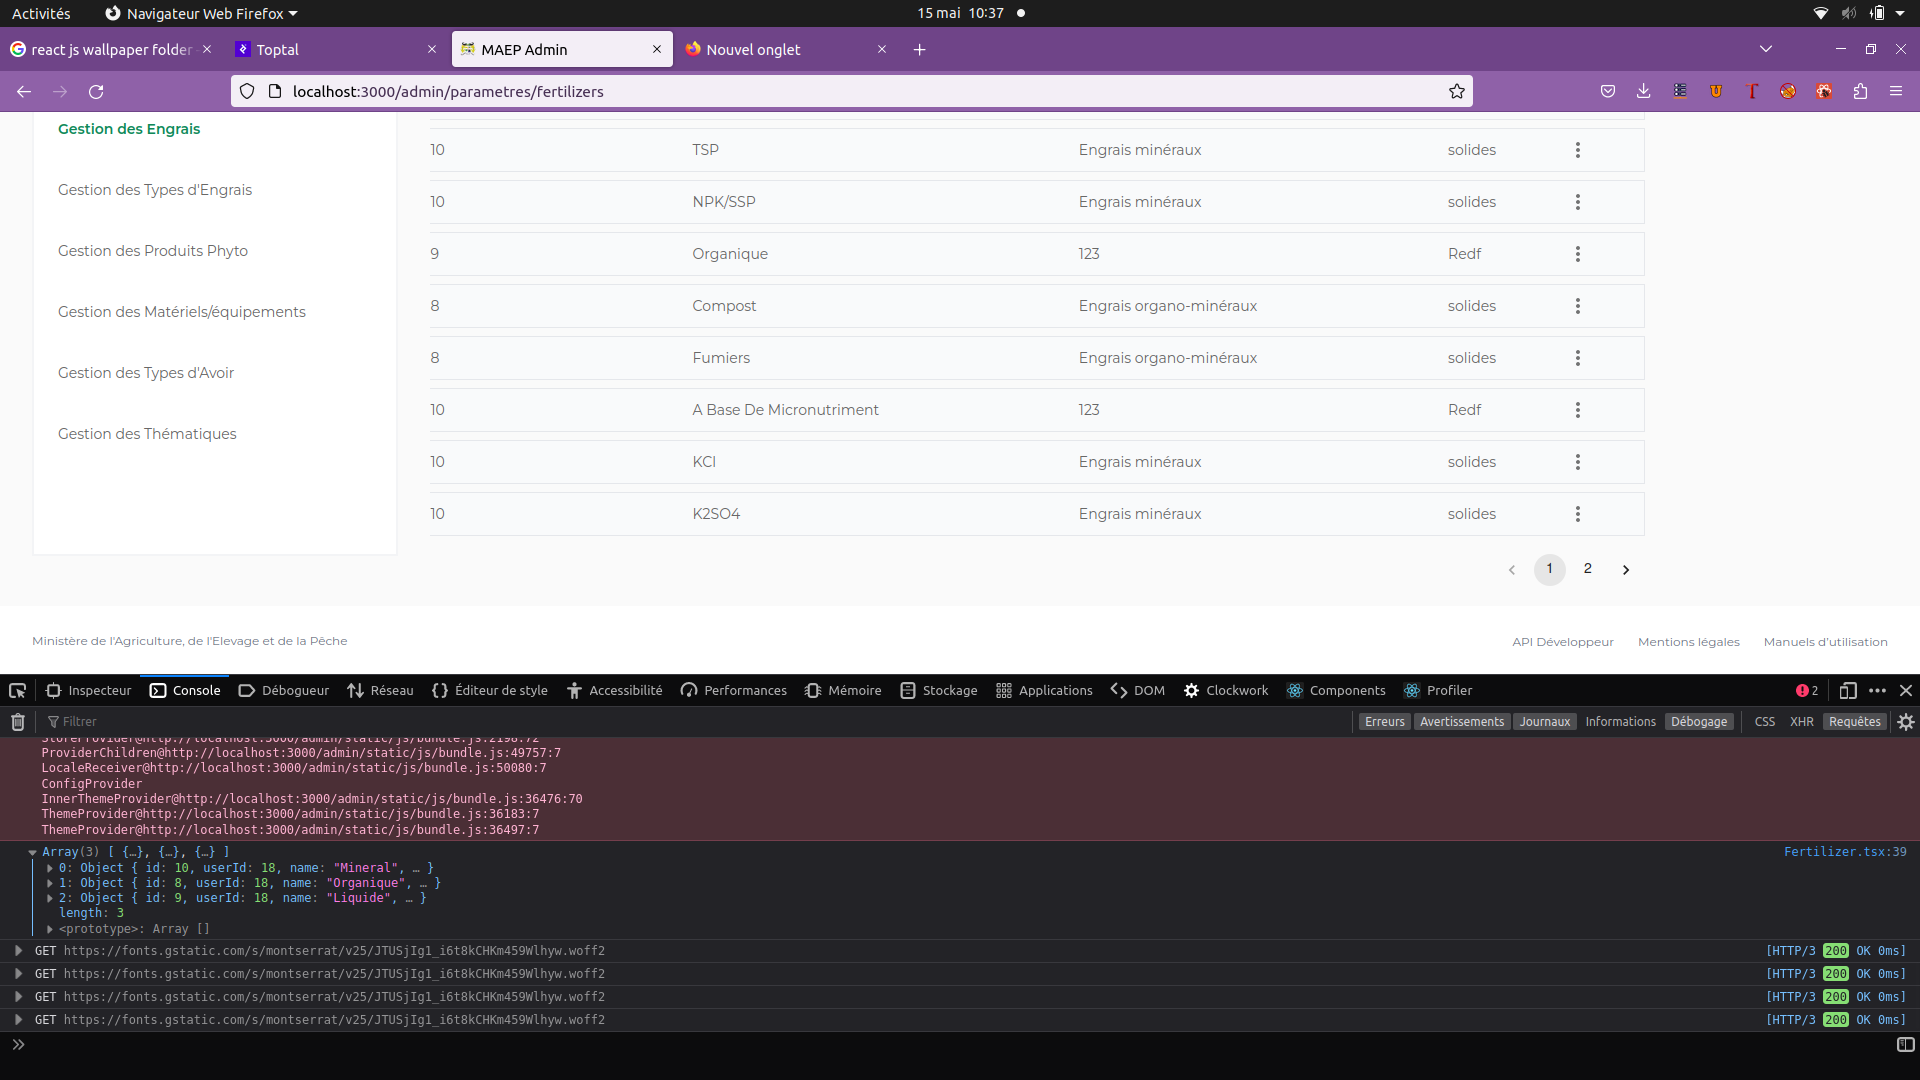 Activités
Navigateur Web Firefox
15 mai 10:37
react js wallpaper folder
Toptal
MAEP Admin
Nouvel onglet
localhost:3000/admin/parametres/fertilizers
Gestion des Engrais
Gestion des Types d'Engrais
Gestion des Produits Phyto
Gestion des Matériels/équipements
Gestion des Types d'Avoir
Gestion des Thématiques
10 TSP Engrais minéraux solides
10 NPK/SSP Engrais minéraux solides
9 Organique 123 Redf
8 Compost Engrais organo-minéraux solides
8 Fumiers Engrais organo-minéraux solides
10 A Base De Micronutriment 123 Redf
10 KCl Engrais minéraux solides
10 K2SO4 Engrais minéraux solides
1 2
Ministère de l'Agriculture, de l'Elevage et de la Pêche
API Développeur Mentions légales Manuels d'utilisation
Inspecteur Console Débogueur Réseau Éditeur de style Accessibilité Performances Mémoire Stockage Applications DOM Clockwork Components Profiler 2
Filtrer Erreurs Avertissements Journaux Informations Débogage CSS XHR Requêtes
StoreProvider@http://localhost:3000/admin/static/js/bundle.js:2198:72
ProviderChildren@http://localhost:3000/admin/static/js/bundle.js:49757:7
LocaleReceiver@http://localhost:3000/admin/static/js/bundle.js:50080:7
ConfigProvider
InnerThemeProvider@http://localhost:3000/admin/static/js/bundle.js:36476:70
ThemeProvider@http://localhost:3000/admin/static/js/bundle.js:36183:7
ThemeProvider@http://localhost:3000/admin/static/js/bundle.js:36497:7
Array(3) [ {…}, {…}, {…} ] Fertilizer.tsx:39
0: Object { id: 10, userId: 18, name: "Mineral", … }
1: Object { id: 8, userId: 18, name: "Organique", … }
2: Object { id: 9, userId: 18, name: "Liquide", … }
length: 3
<prototype>: Array []
GET https://fonts.gstatic.com/s/montserrat/v25/JTUSjIg1_i6t8kCHKm459Wlhyw.woff2 [HTTP/3 200 OK 0ms]
GET https://fonts.gstatic.com/s/montserrat/v25/JTUSjIg1_i6t8kCHKm459Wlhyw.woff2 [HTTP/3 200 OK 0ms]
GET https://fonts.gstatic.com/s/montserrat/v25/JTUSjIg1_i6t8kCHKm459Wlhyw.woff2 [HTTP/3 200 OK 0ms]
GET https://fonts.gstatic.com/s/montserrat/v25/JTUSjIg1_i6t8kCHKm459Wlhyw.woff2 [HTTP/3 200 OK 0ms]